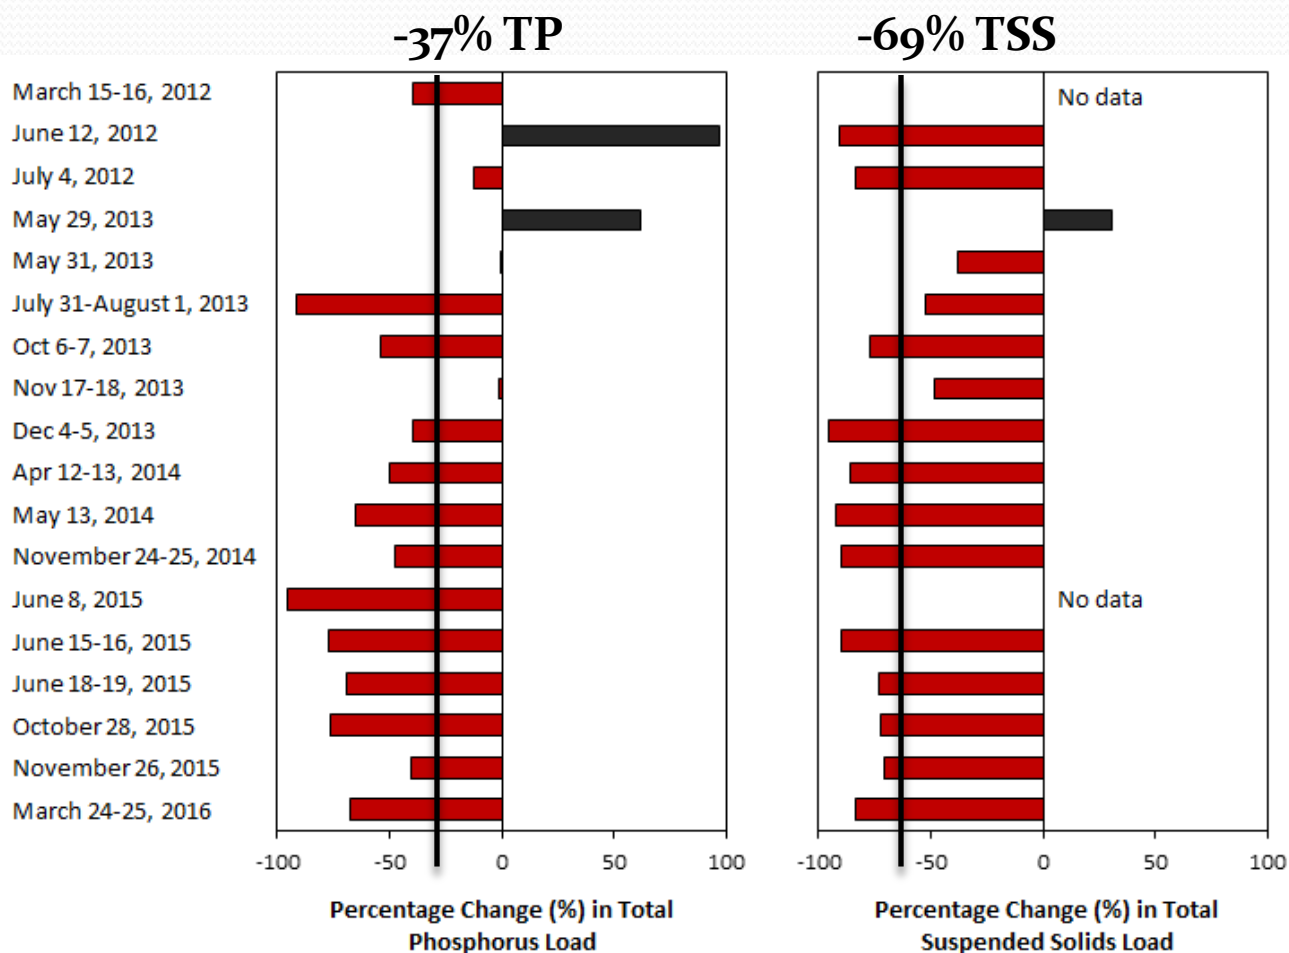 -37% TP
-69% TSS
March 15-16, 2012
No data
June 12, 2012
July 4, 2012
May 29, 2013
May 31, 2013
July 31-August 1, 2013
Oct 6-7, 2013
Nov 17-18, 2013
Dec 4-5, 2013
Apr 12-13, 2014
May 13, 2014
November 24-25, 2014
June 8, 2015
No data
June 15-16, 2015
June 18-19, 2015
October 28, 2015
November 26, 2015
March 24-25, 2016
-100 -50 0 50 100
-100 -50 0 50 100
Percentage Change (%) in Total
Phosphorus Load
Percentage Change (%) in Total
Suspended Solids Load